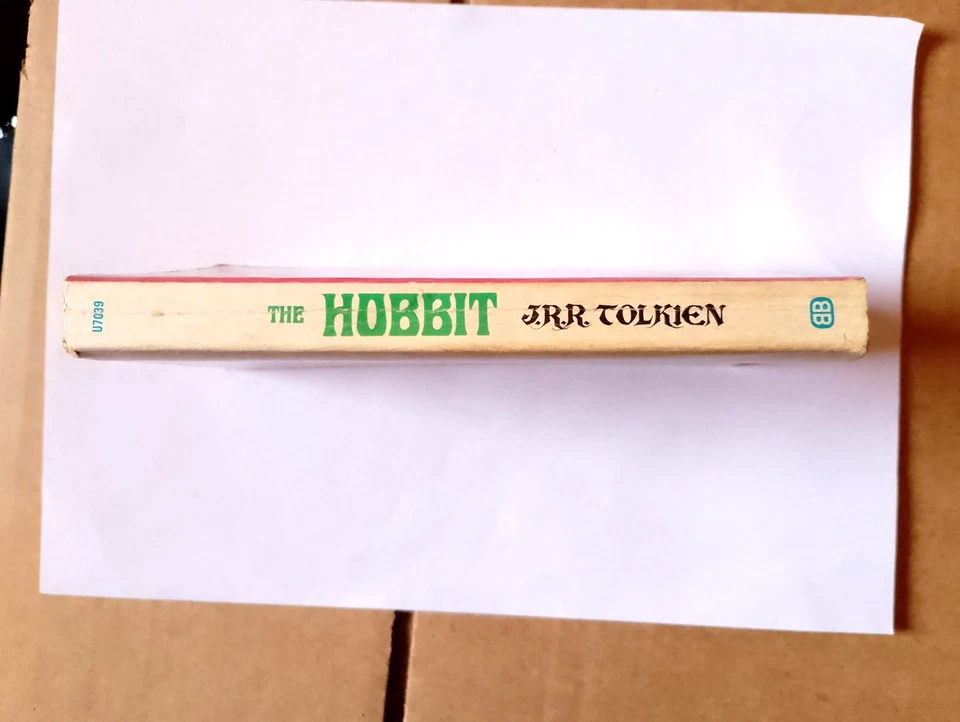 U7039
THE HOBBIT J.R.R. TOLKIEN
BB